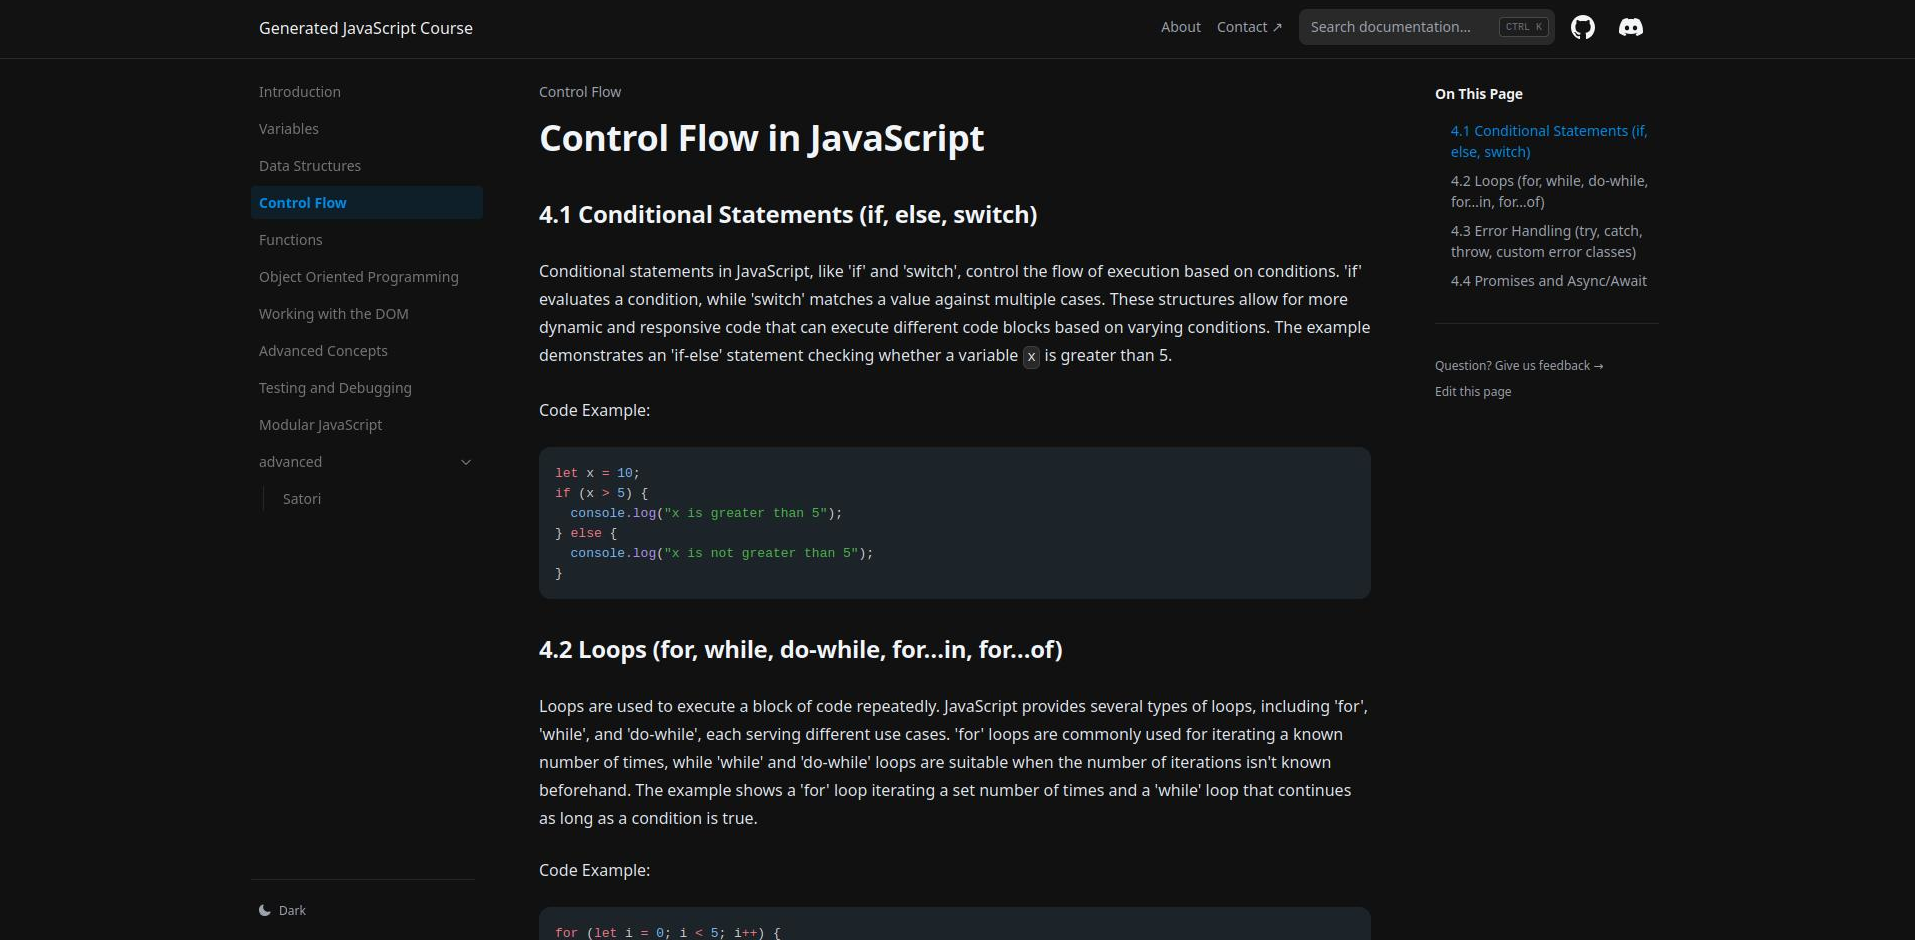 Generated JavaScript Course
About
Contact ↗
Search documentation...
CTRL K
Introduction
Variables
Data Structures
Control Flow
Functions
Object Oriented Programming
Working with the DOM
Advanced Concepts
Testing and Debugging
Modular JavaScript
advanced
Satori
Dark
Control Flow
Control Flow in JavaScript
4.1 Conditional Statements (if, else, switch)
Conditional statements in JavaScript, like 'if' and 'switch', control the flow of execution based on conditions. 'if'
evaluates a condition, while 'switch' matches a value against multiple cases. These structures allow for more
dynamic and responsive code that can execute different code blocks based on varying conditions. The example
demonstrates an 'if-else' statement checking whether a variable x is greater than 5.
Code Example:
let x = 10;
if (x > 5) {
  console.log("x is greater than 5");
} else {
  console.log("x is not greater than 5");
}
4.2 Loops (for, while, do-while, for...in, for...of)
Loops are used to execute a block of code repeatedly. JavaScript provides several types of loops, including 'for',
'while', and 'do-while', each serving different use cases. 'for' loops are commonly used for iterating a known
number of times, while 'while' and 'do-while' loops are suitable when the number of iterations isn't known
beforehand. The example shows a 'for' loop iterating a set number of times and a 'while' loop that continues
as long as a condition is true.
Code Example:
for (let i = 0; i < 5; i++) {
On This Page
4.1 Conditional Statements (if,
else, switch)
4.2 Loops (for, while, do-while,
for...in, for...of)
4.3 Error Handling (try, catch,
throw, custom error classes)
4.4 Promises and Async/Await
Question? Give us feedback →
Edit this page